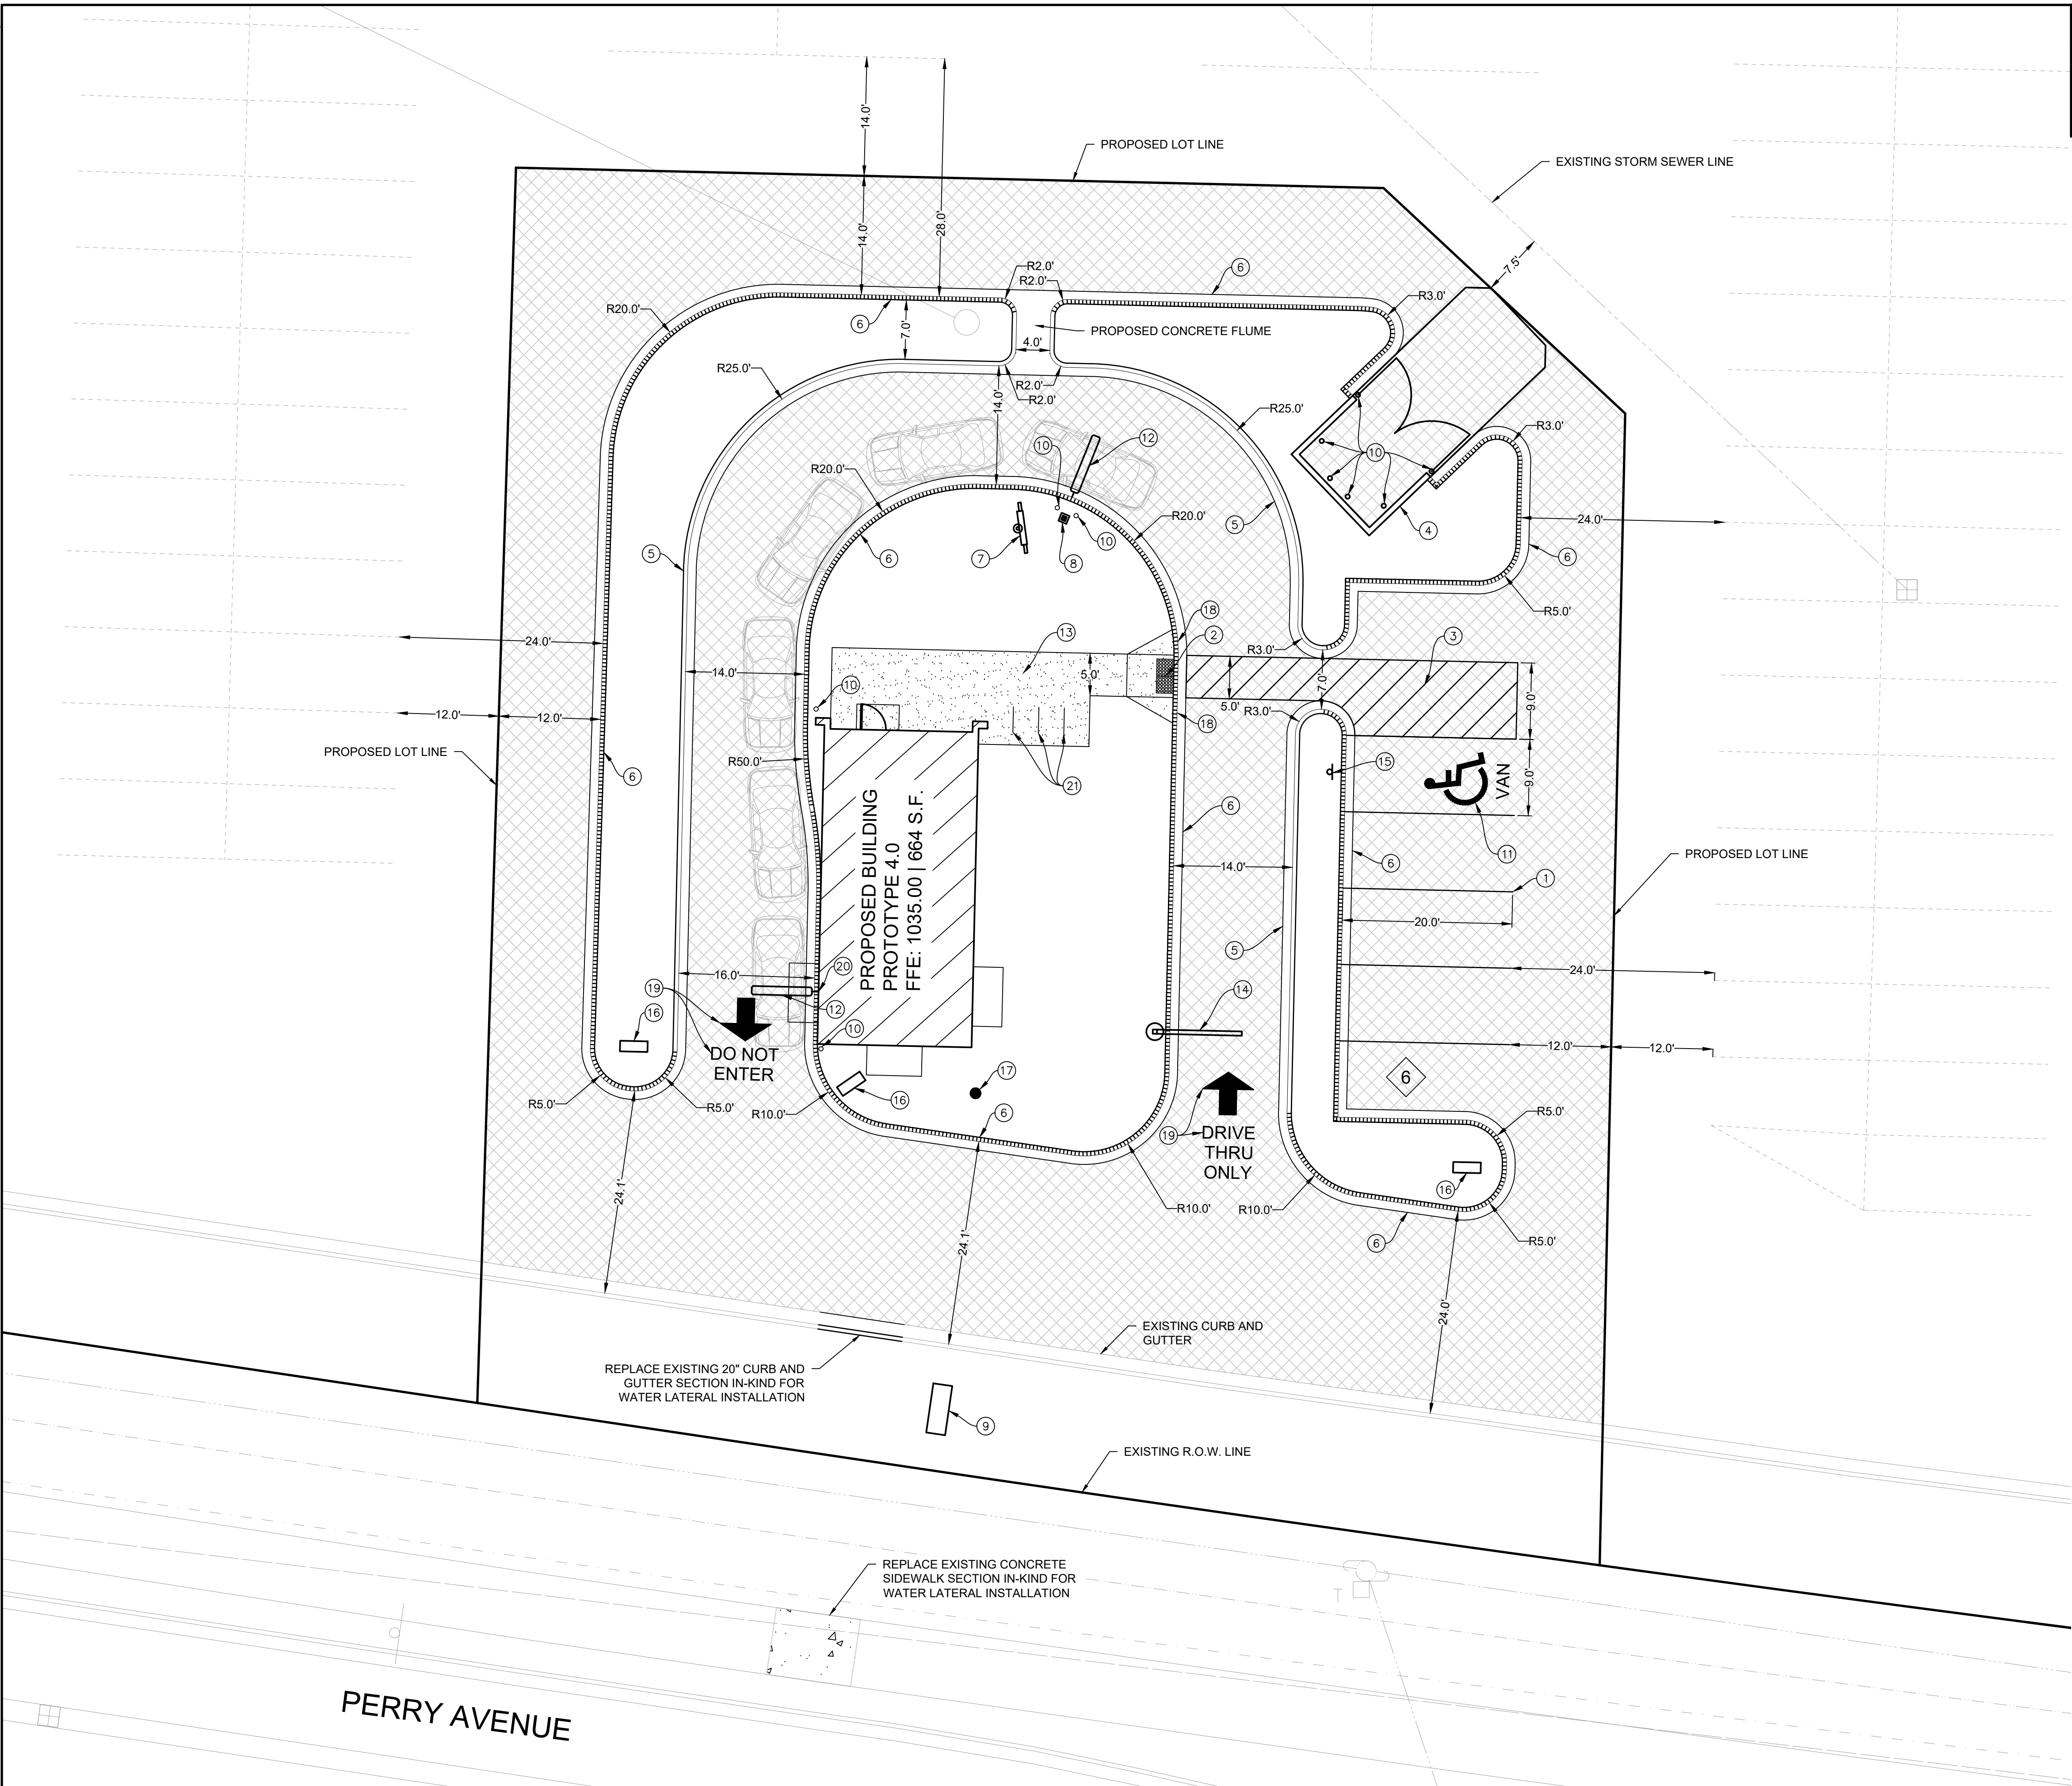 14.0'
PROPOSED LOT LINE
EXISTING STORM SEWER LINE
14.0'
28.0'
7.5'
R2.0'
6
R2.0'
R3.0'
R20.0'
6
7.0'
PROPOSED CONCRETE FLUME
4.0'
R25.0'
R2.0'
R2.0'
14.0'
R25.0'
R3.0'
10
12
10
R20.0'
R20.0'
5
24.0'
4
10
5
6
7
8
6
R5.0'
18
13
2
3
24.0'
R3.0'
14.0'
5.0'
7.0'
10
5.0'
9.0'
12.0'
12.0'
R3.0'
18
PROPOSED LOT LINE
R50.0'
15
VAN
9.0'
6
21
6
PROPOSED BUILDING
PROTOTYPE 4.0
FFE: 1035.00 | 664 S.F.
PROPOSED LOT LINE
11
14.0'
6
1
20.0'
5
16.0'
20
24.0'
19
14
12
16
10
DO NOT
ENTER
12.0'
12.0'
17
6
16
R5.0'
R5.0'
R10.0'
6
R5.0'
19
DRIVE
THRU
ONLY
24.1'
16
R10.0'
R10.0'
24.1'
6
R5.0'
24.0'
EXISTING CURB AND
GUTTER
REPLACE EXISTING 20" CURB AND
GUTTER SECTION IN-KIND FOR
WATER LATERAL INSTALLATION
9
EXISTING R.O.W. LINE
REPLACE EXISTING CONCRETE
SIDEWALK SECTION IN-KIND FOR
WATER LATERAL INSTALLATION
PERRY AVENUE